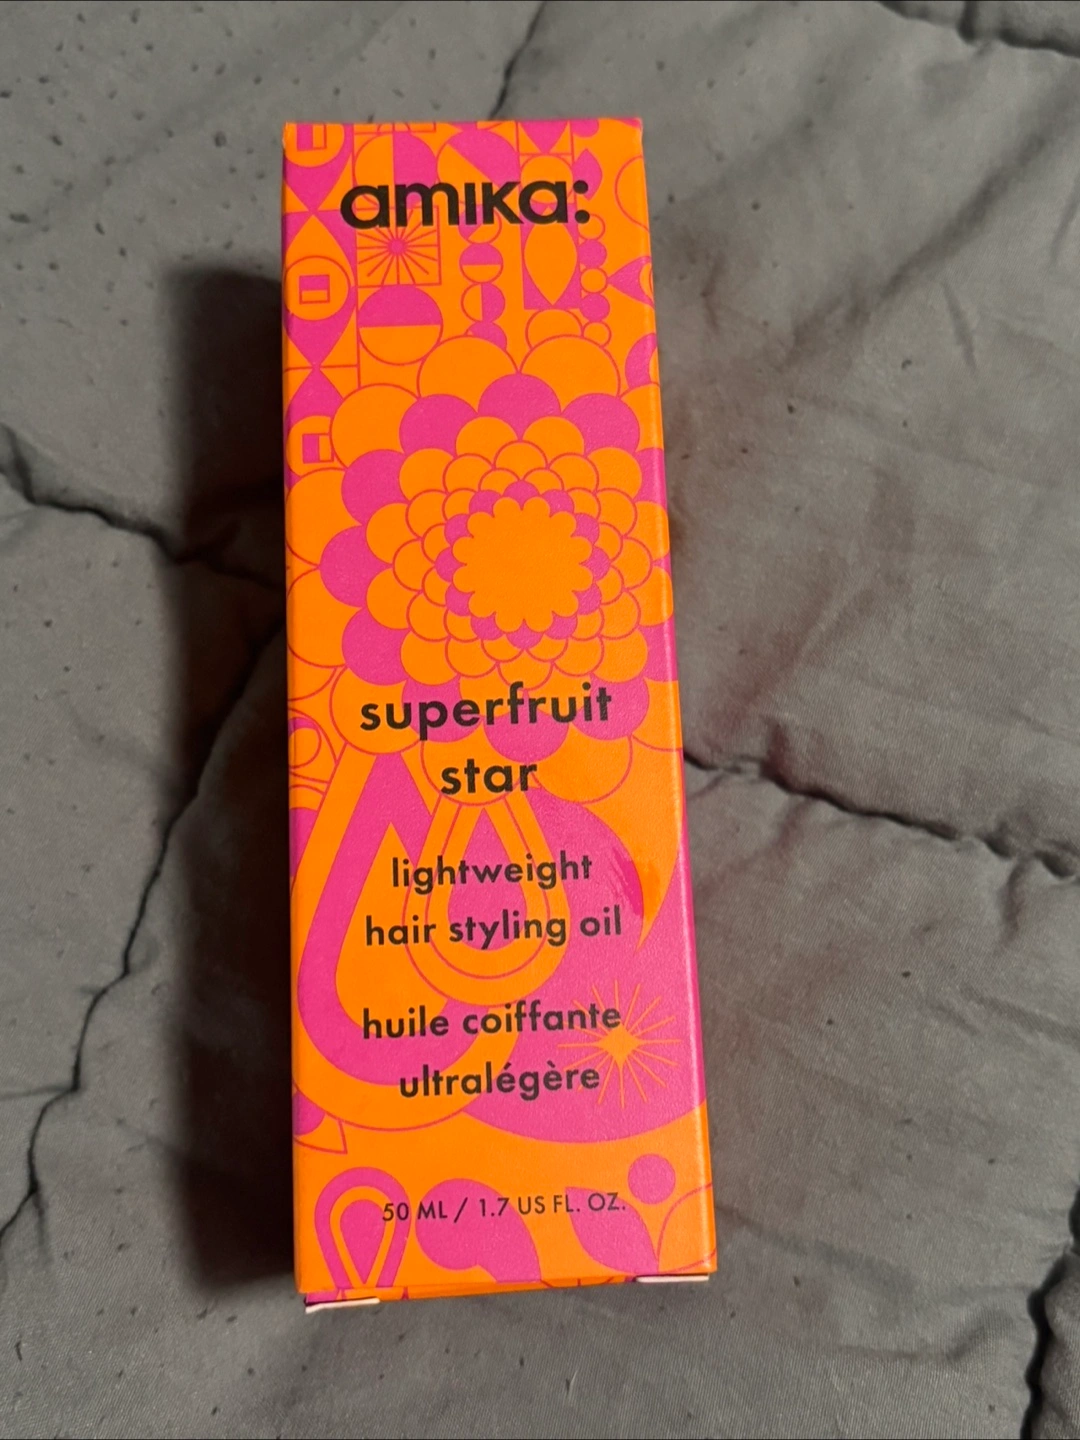 amika:
superfruit
star
lightweight
hair styling oil
huile coiffante
ultralégère
50 ML / 1.7 US FL. OZ.